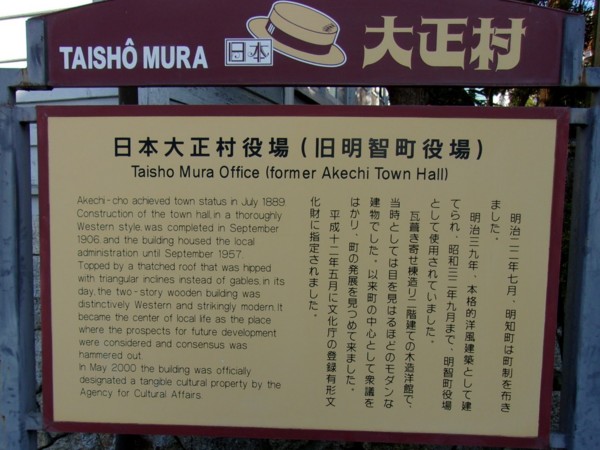 TAISHÔ MURA
日本
大正村
日本大正村役場（旧明智町役場）
Taisho Mura Office (former Akechi Town Hall)
Akechi-cho achieved town status in July 1889.
Construction of the town hall, in a thoroughly
Western style, was completed in September
1906 and the building housed the local
administration until September 1957.
Topped by a thatched roof that was hipped
with triangular inclines instead of gables, in its
day, the two-story wooden building was
distinctively Western and strikingly modern. It
became the center of local life as the place
where the prospects for future development
were considered and consensus was
hammered out.
In May, 2000 the building was officially
designated a tangible cultural property by the
Agency for Cultural Affairs.
明治二二年七月、明知町は町制を布き
ました。
明治三九年、本格的洋風建築として建
てられ、昭和三二年九月まで、明智町役場
として使用されていました。
瓦葺き寄せ棟造り二階建ての木造洋館で、
当時としては目を見はるほどのモダンな
建物でした。以来町の中心として衆議を
はかり、町の発展を見つめて来ました。
平成十二年五月に文化庁の登録有形文
化財に指定されました。